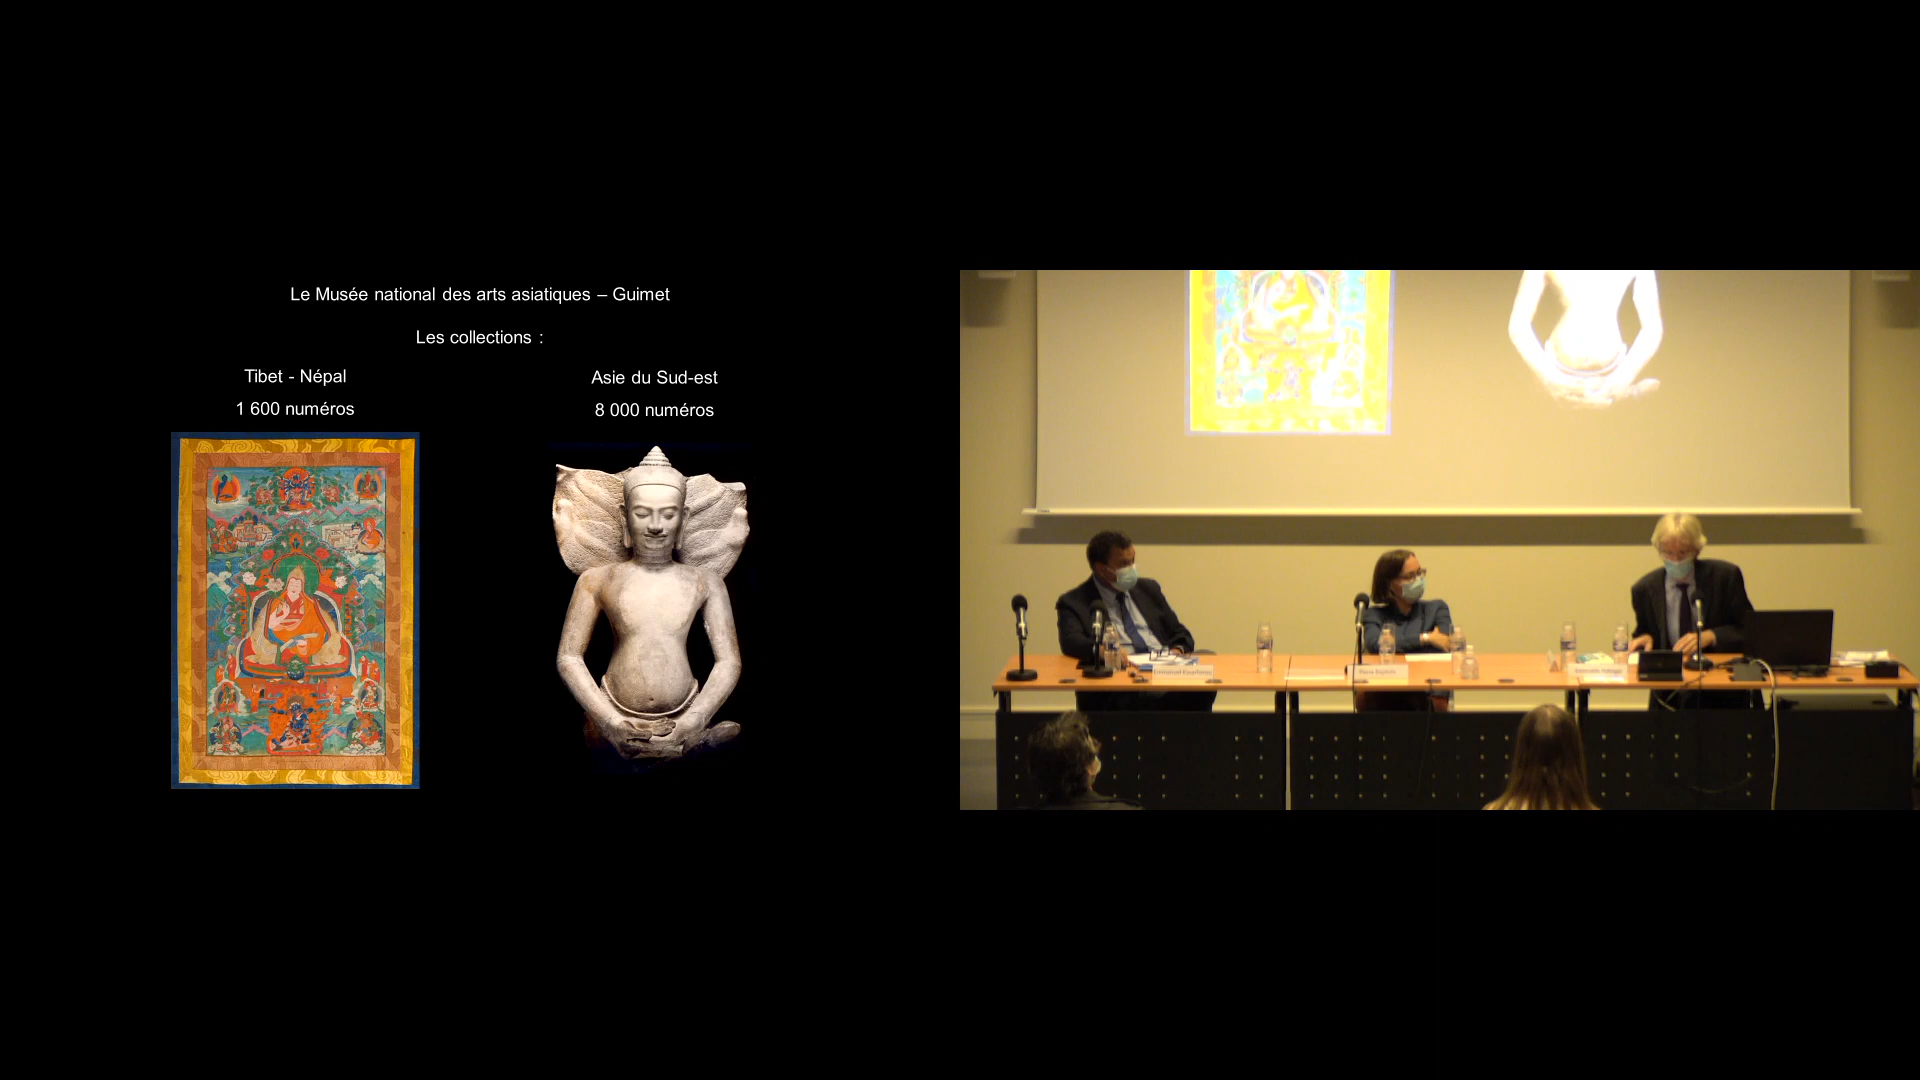 Le Musée national des arts asiatiques – Guimet
Les collections :
Tibet - Népal
1 600 numéros
Asie du Sud-est
8 000 numéros